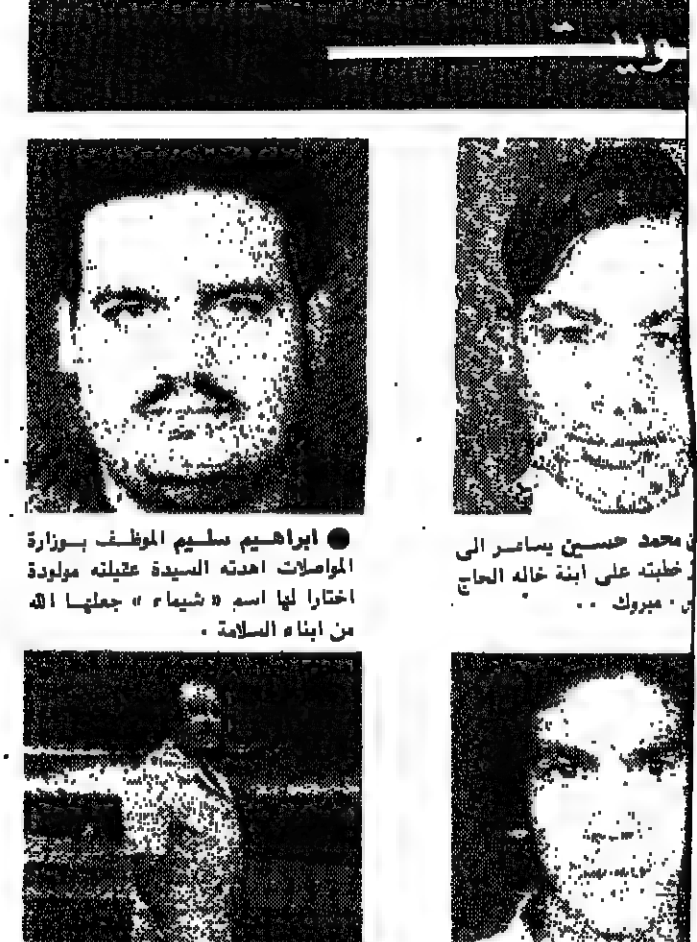 ـويـ
محمد حسين يسافر الى
خطبته على ابنة خاله الحاج
. مبروك . .
● ابراهيم سليم الموظف بوزارة
المواصلات اهدته السيدة عقيلته مولودة
اختارا لها اسم « شيماء » جعلها الله
من ابناء السلامة .